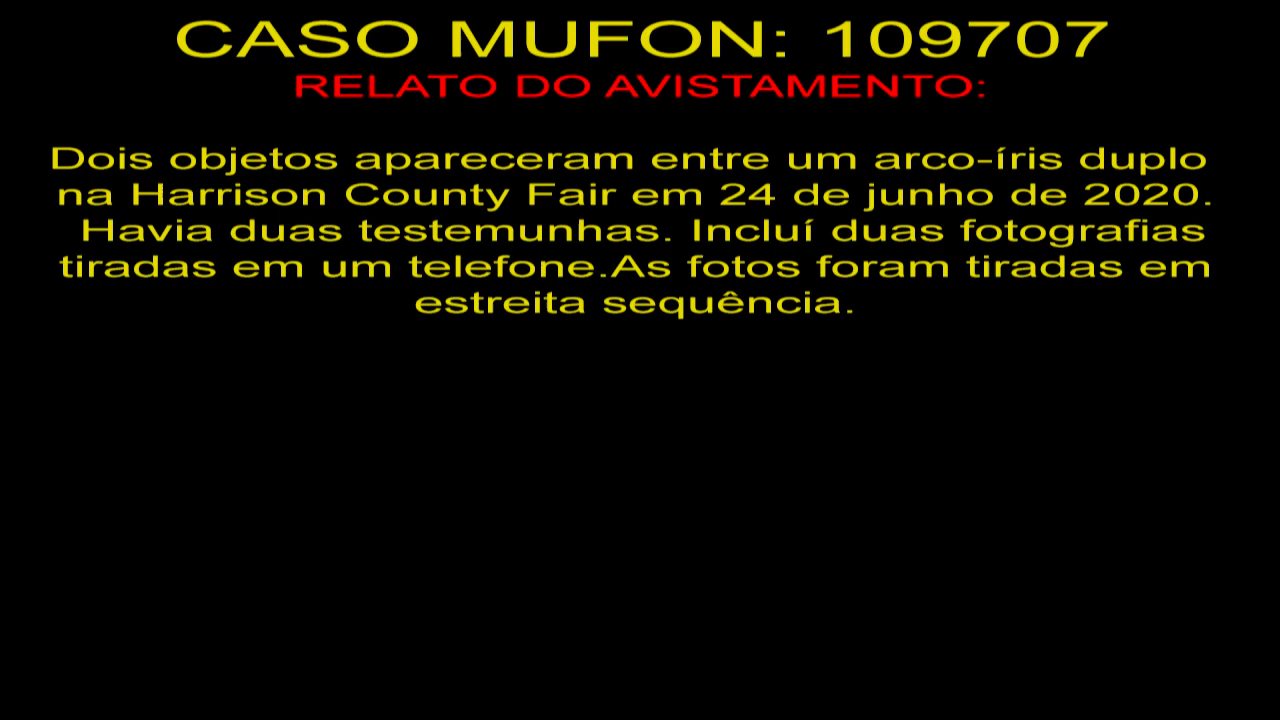 CASO MUFON: 109707
RELATO DO AVISTAMENTO:
Dois objetos apareceram entre um arco-íris duplo
na Harrison County Fair em 24 de junho de 2020.
Havia duas testemunhas. Incluí duas fotografias
tiradas em um telefone.As fotos foram tiradas em
estreita sequência.